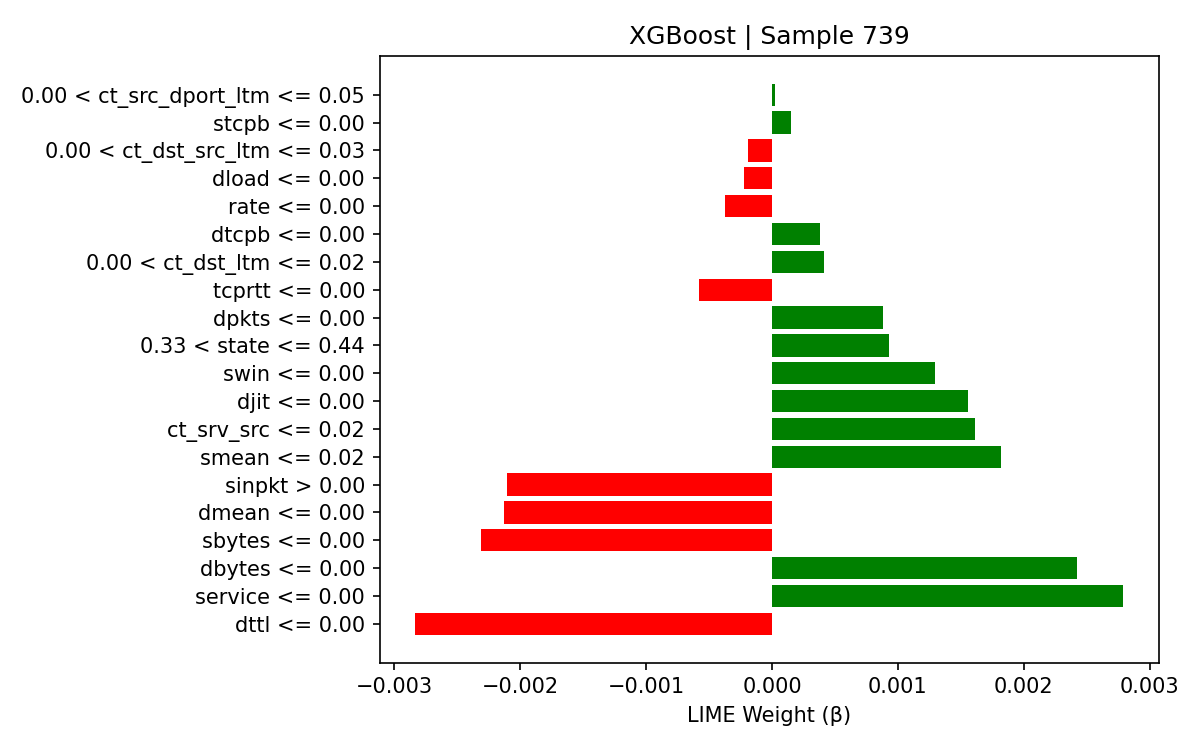 XGBoost | Sample 739
0.00 < ct_src_dport_ltm <= 0.05
stcpb <= 0.00
0.00 < ct_dst_src_ltm <= 0.03
dload <= 0.00
rate <= 0.00
dtcpb <= 0.00
0.00 < ct_dst_ltm <= 0.02
tcprtt <= 0.00
dpkts <= 0.00
0.33 < state <= 0.44
swin <= 0.00
djit <= 0.00
ct_srv_src <= 0.02
smean <= 0.02
sinpkt > 0.00
dmean <= 0.00
sbytes <= 0.00
dbytes <= 0.00
service <= 0.00
dttl <= 0.00
−0.003 −0.002 −0.001 0.000 0.001 0.002 0.003
LIME Weight (β)